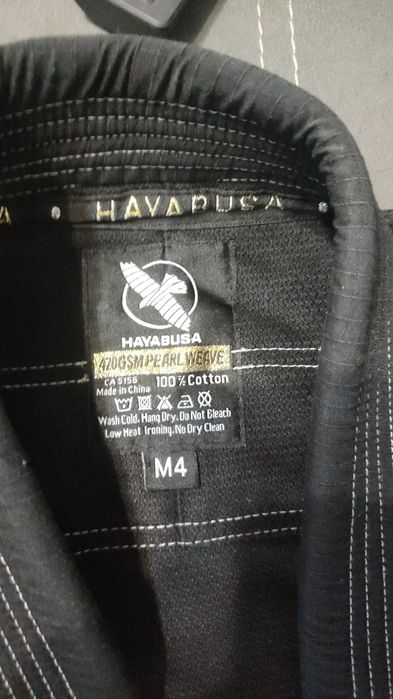 A HAYABUSA
HAYABUSA
420GSM PEARL WEAVE
CA 5156 100% Cotton
Made in China
Wash Cold. Hang Dry. Do Not Bleach
Low Heat Ironing. No Dry Clean
M4